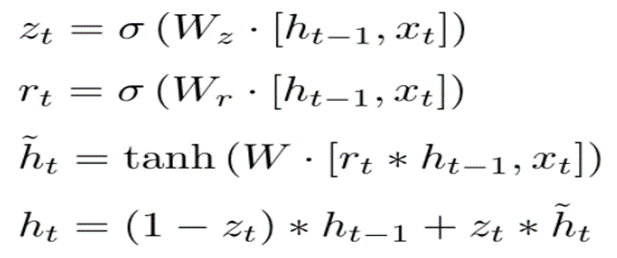 z_t = σ (W_z · [h_{t−1}, x_t])
r_t = σ (W_r · [h_{t−1}, x_t])
h̃_t = tanh (W · [r_t * h_{t−1}, x_t])
h_t = (1 − z_t) * h_{t−1} + z_t * h̃_t